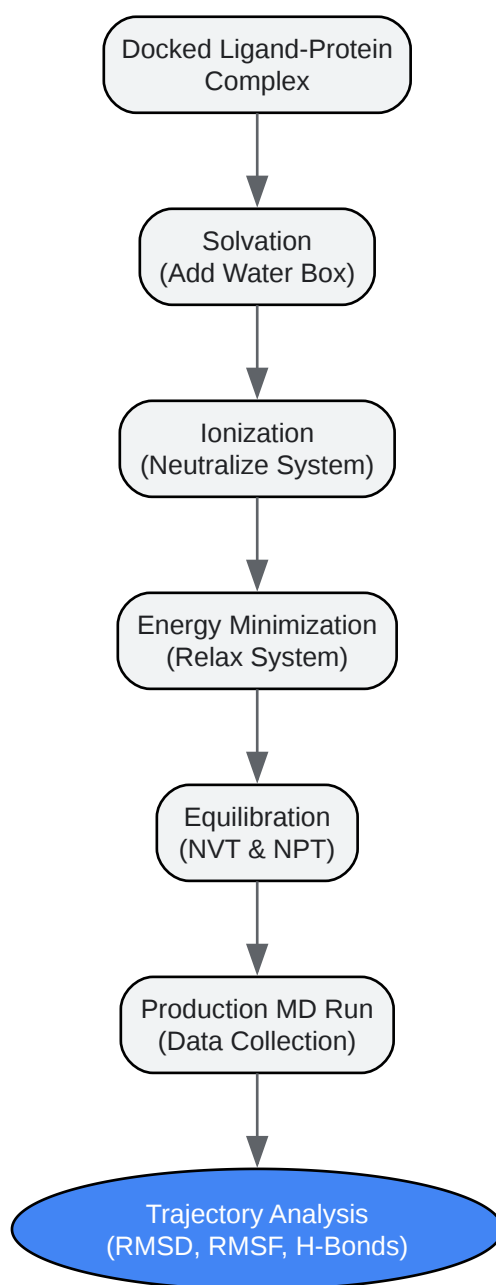 Docked Ligand-Protein
Complex
Solvation
(Add Water Box)
Ionization
(Neutralize System)
Energy Minimization
(Relax System)
Equilibration
(NVT & NPT)
Production MD Run
(Data Collection)
Trajectory Analysis
(RMSD, RMSF, H-Bonds)